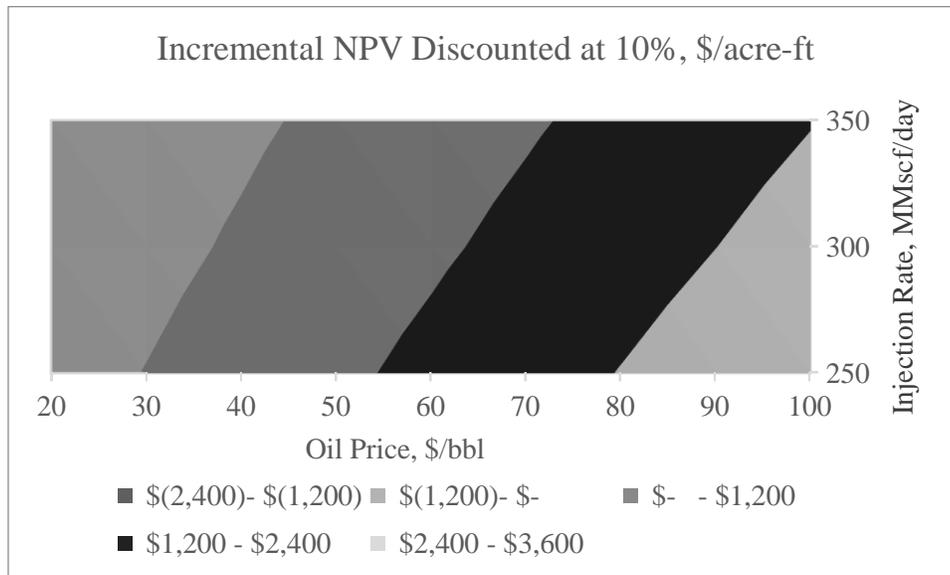 Incremental NPV Discounted at 10%, $/acre-ft
350
300
250
Injection Rate, MMscf/day
20 30 40 50 60 70 80 90 100
Oil Price, $/bbl
$(2,400)- $(1,200) $(1,200)- $- $- - $1,200
$1,200 - $2,400 $2,400 - $3,600